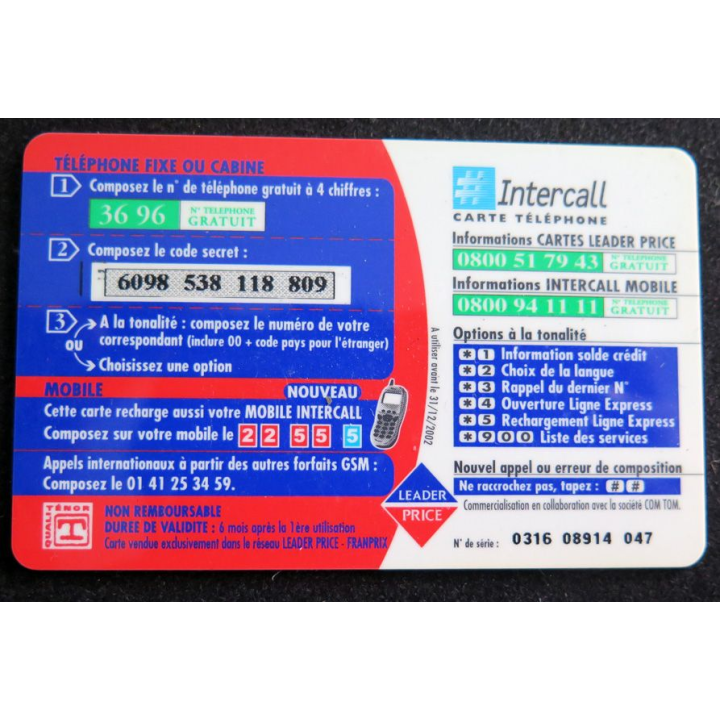 TÉLÉPHONE FIXE OU CABINE
1 Composez le n° de téléphone gratuit à 4 chiffres :
36 96 N° TELEPHONE GRATUIT
2 Composez le code secret :
6098 538 118 809
3 → A la tonalité : composez le numéro de votre
correspondant (inclure 00 + code pays pour l'étranger)
OU
→ Choisissez une option
MOBILE NOUVEAU
Cette carte recharge aussi votre MOBILE INTERCALL
Composez sur votre mobile le 2 2 5 5 5
Appels internationaux à partir des autres forfaits GSM :
Composez le 01 41 25 34 59.
QUALITÉ TÉNOR T
NON REMBOURSABLE
DUREE DE VALIDITE : 6 mois après la 1ère utilisation
Carte vendue exclusivement dans le réseau LEADER PRICE - FRANPRIX
A utiliser avant le 31/12/2002
LEADER
PRICE
# Intercall
CARTE TÉLÉPHONE
Informations CARTES LEADER PRICE
0800 51 79 43 N° TELEPHONE GRATUIT
Informations INTERCALL MOBILE
0800 94 11 11 N° TELEPHONE GRATUIT
Options à la tonalité
* 1 Information solde crédit
* 2 Choix de la langue
* 3 Rappel du dernier N°
* 4 Ouverture Ligne Express
* 5 Rechargement Ligne Express
* 9 0 0 Liste des services
Nouvel appel ou erreur de composition
Ne raccrochez pas, tapez : # #
Commercialisation en collaboration avec la société COM TOM.
N° de série : 0316 08914 047